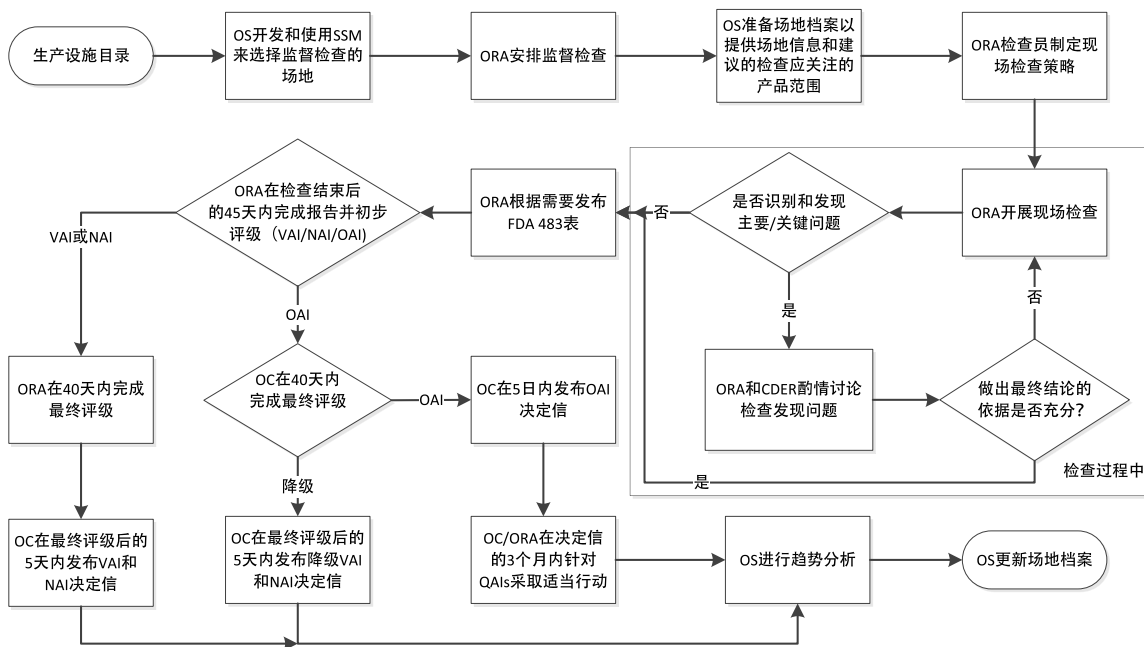 生产设施目录
OS开发和使用SSM
来选择监督检查的
场地
ORA安排监督检查
OS准备场地档案以
提供场地信息和建
议的检查应关注的
产品范围
ORA检查员制定现
场检查策略
ORA在检查结束后
的45天内完成报告并初步
评级（VAI/NAI/OAI)
ORA根据需要发布
FDA 483表
否
是否识别和发现
主要/关键问题
ORA开展现场检查
VAI或NAI
OAI
是
否
ORA在40天内完成
最终评级
OC在40天内
完成最终评级
OAI
OC在5日内发布OAI
决定信
ORA和CDER酌情讨论
检查发现问题
做出最终结论的
依据是否充分?
降级
是
检查过程中
OC在最终评级后的
5天内发布VAI和
NAI决定信
OC在最终评级后的
5天内发布降级VAI
和NAI决定信
OC/ORA在决定信
的3个月内针对
QAIs采取适当行动
OS进行趋势分析
OS更新场地档案